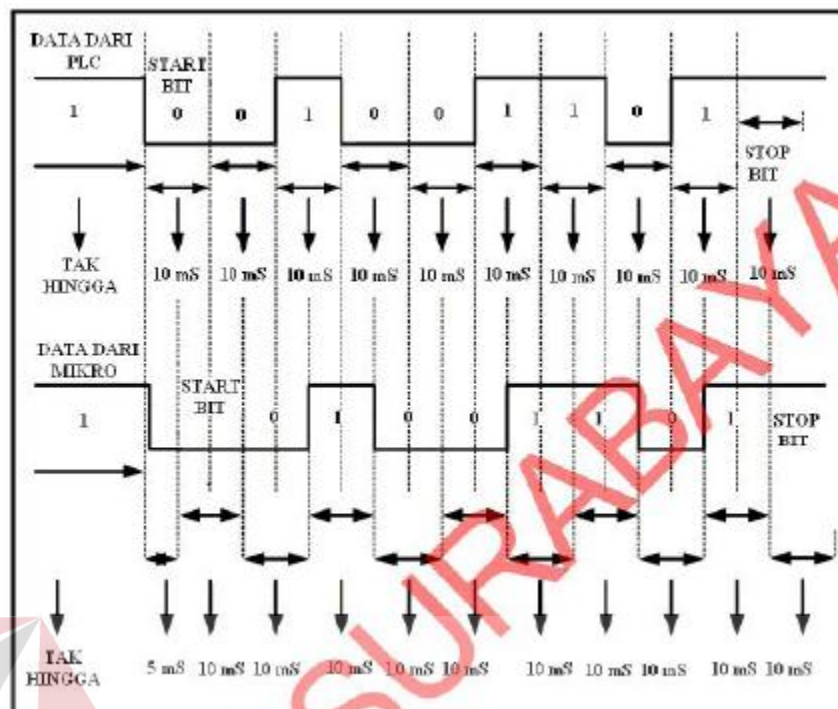 DATA DARI
PLC
START
BIT
1 0 0 1 0 0 1 1 0 1
STOP
BIT
TAK
HINGGA
10 mS 10 mS 10 mS 10 mS 10 mS 10 mS 10 mS 10 mS 10 mS 10 mS
DATA DARI
MIKRO
START
BIT
1 0 1 0 0 1 1 0 1
STOP
BIT
TAK
HINGGA
5 mS 10 mS 10 mS 10 mS 10 mS 10 mS 10 mS 10 mS 10 mS 10 mS 10 mS
SURABAYA